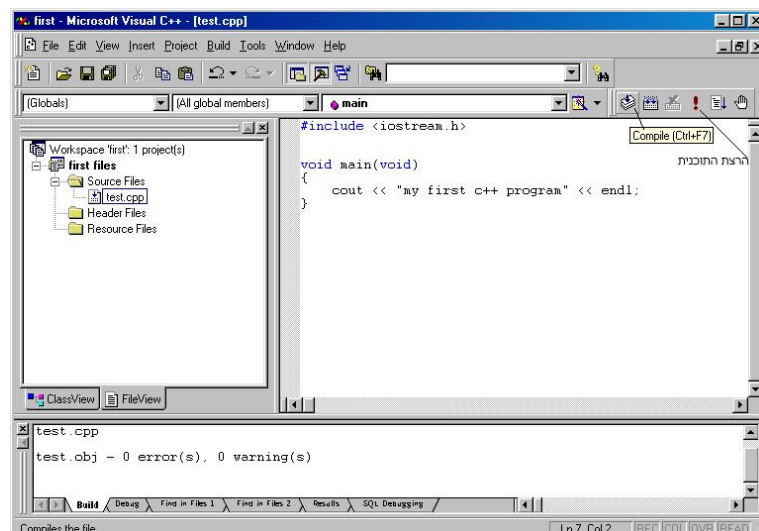 first - Microsoft Visual C++ - [test.cpp]
File Edit View Insert Project Build Tools Window Help
(Globals) (All global members) main
Compile (Ctrl+F7)
הרצת התוכנית
Workspace 'first': 1 project(s)
first files
Source Files
test.cpp
Header Files
Resource Files
ClassView FileView
#include <iostream.h>
void main(void)
{
cout << "my first c++ program" << endl;
}
test.cpp
test.obj - 0 error(s), 0 warning(s)
Build Debug Find in Files 1 Find in Files 2 Results SQL Debugging
Compiles the file Ln 7, Col 2 REC COL OVR READ